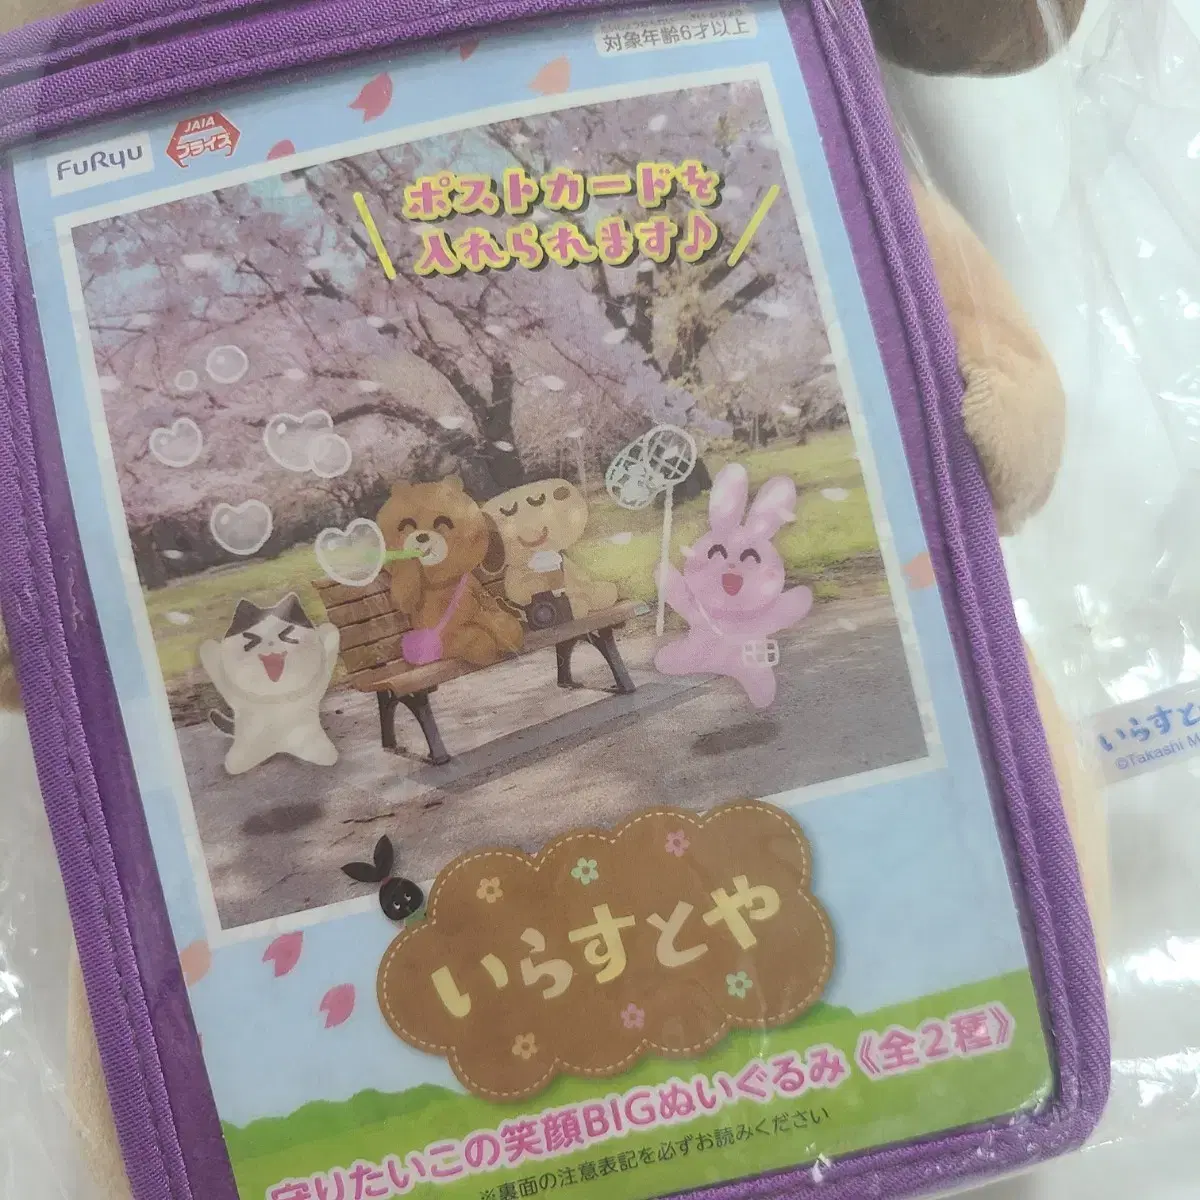 対象年齢6才以上
FuRyu
JAIA
プライズ
ポストカードを
入れられます♪
いらすとや
守りたいこの笑顔BIGぬいぐるみ《全2種》
※裏面の注意表記を必ずお読みください
いらすと
©Takashi M